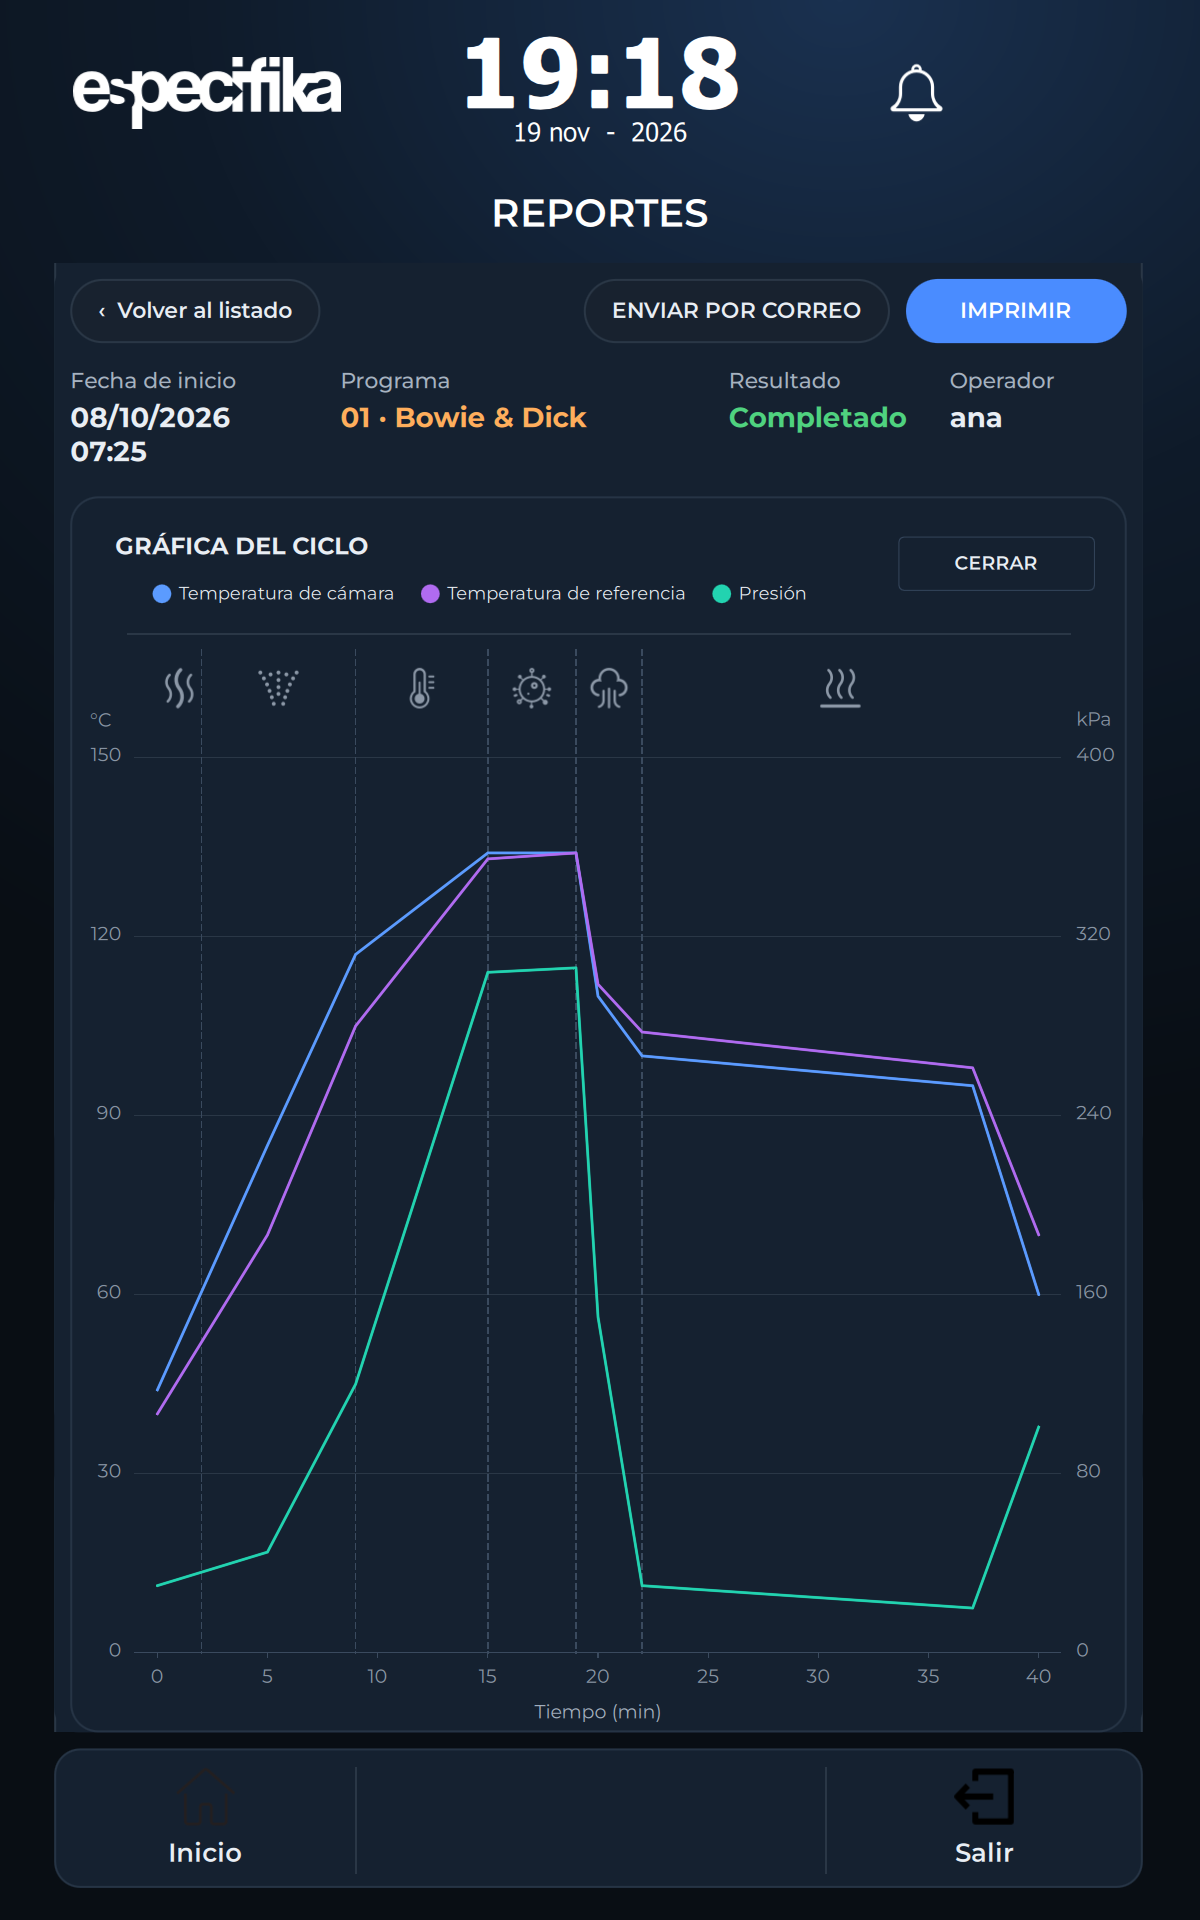 especifika
19:18
19 nov - 2026
REPORTES
‹ Volver al listado
ENVIAR POR CORREO
IMPRIMIR
Fecha de inicio
08/10/2026
07:25
Programa
01 · Bowie & Dick
Resultado
Completado
Operador
ana
GRÁFICA DEL CICLO
CERRAR
Temperatura de cámara
Temperatura de referencia
Presión
°C
kPa
150
400
120
320
90
240
60
160
30
80
0
0
0 5 10 15 20 25 30 35 40
Tiempo (min)
Inicio
Salir